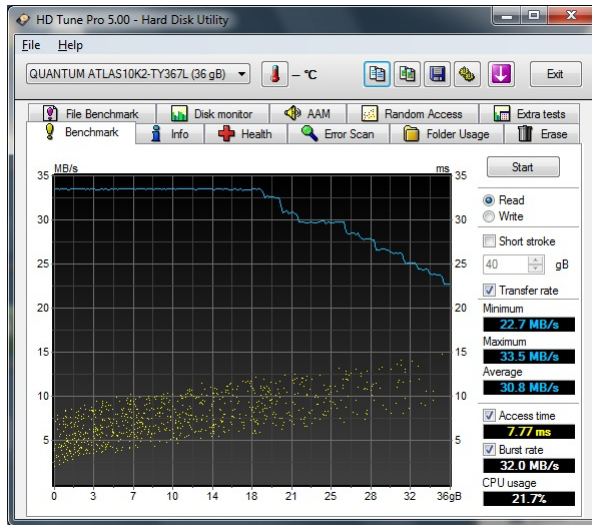 HD Tune Pro 5.00 - Hard Disk Utility
File Help
QUANTUM ATLAS10K2-TY367L (36 gB) – °C Exit
File Benchmark Disk monitor AAM Random Access Extra tests
Benchmark Info Health Error Scan Folder Usage Erase
MB/s ms
35 35
30 30
25 25
20 20
15 15
10 10
5 5
0 3 7 10 14 18 21 25 28 32 36gB
Start
Read
Write
Short stroke
40 gB
Transfer rate
Minimum
22.7 MB/s
Maximum
33.5 MB/s
Average
30.8 MB/s
Access time
7.77 ms
Burst rate
32.0 MB/s
CPU usage
21.7%